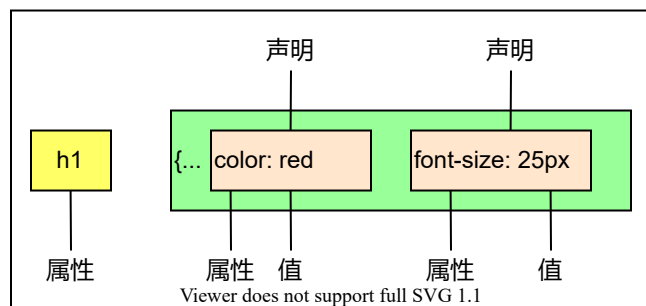 声明 声明
h1 {... color: red font-size: 25px
属性 属性 值 属性 值
Viewer does not support full SVG 1.1